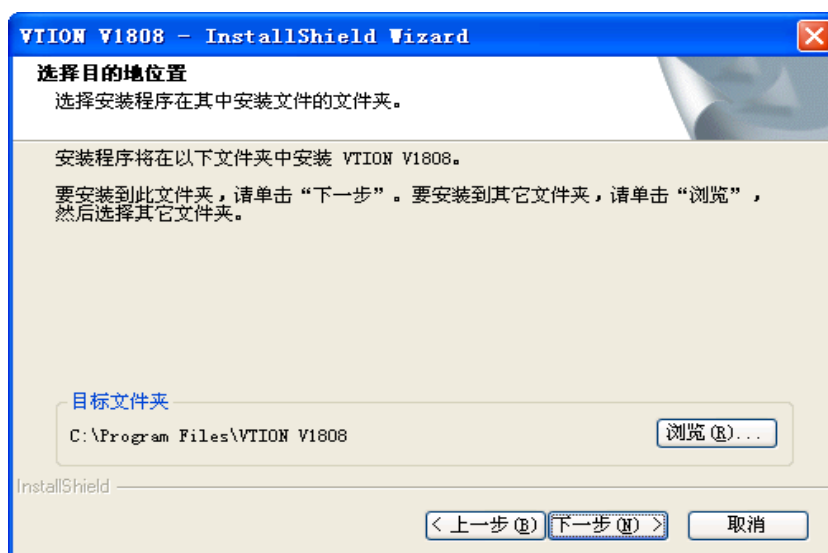 VTION V1808 - InstallShield Wizard
选择目的地位置
选择安装程序在其中安装文件的文件夹。
安装程序将在以下文件夹中安装 VTION V1808。
要安装到此文件夹，请单击“下一步”。要安装到其它文件夹，请单击“浏览”，
然后选择其它文件夹。
目标文件夹
C:\Program Files\VTION V1808
浏览(R)...
InstallShield
< 上一步(B) 下一步(N) > 取消